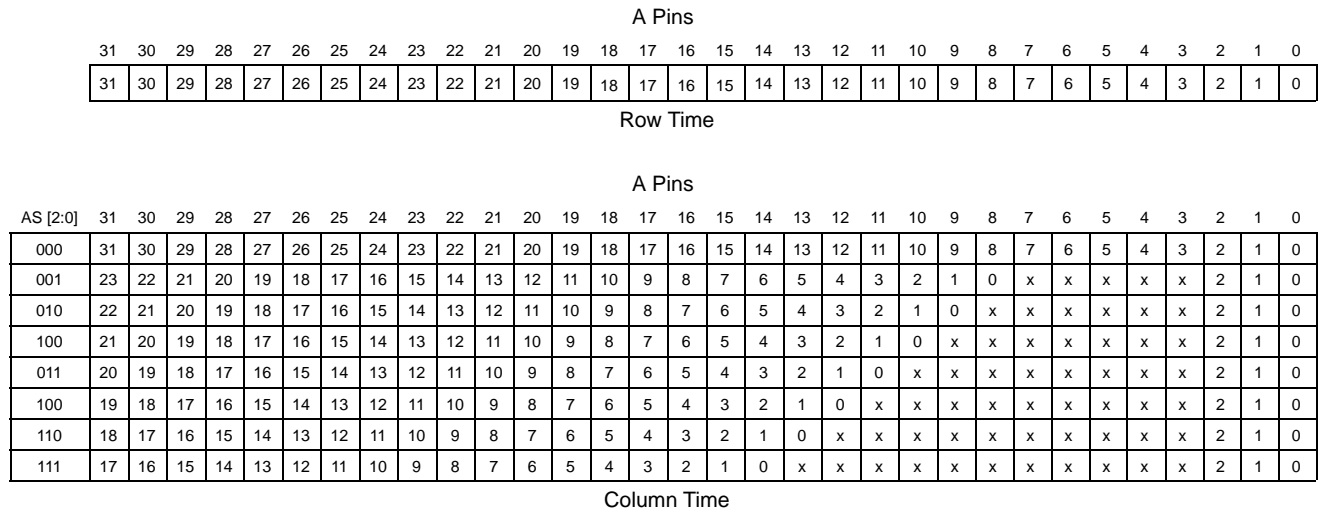 A Pins
31 30 29 28 27 26 25 24 23 22 21 20 19 18 17 16 15 14 13 12 11 10 9 8 7 6 5 4 3 2 1 0
31 30 29 28 27 26 25 24 23 22 21 20 19 18 17 16 15 14 13 12 11 10 9 8 7 6 5 4 3 2 1 0
Row Time
A Pins
AS [2:0] 31 30 29 28 27 26 25 24 23 22 21 20 19 18 17 16 15 14 13 12 11 10 9 8 7 6 5 4 3 2 1 0
000 31 30 29 28 27 26 25 24 23 22 21 20 19 18 17 16 15 14 13 12 11 10 9 8 7 6 5 4 3 2 1 0
001 23 22 21 20 19 18 17 16 15 14 13 12 11 10 9 8 7 6 5 4 3 2 1 0 x x x x x 2 1 0
010 22 21 20 19 18 17 16 15 14 13 12 11 10 9 8 7 6 5 4 3 2 1 0 x x x x x x 2 1 0
100 21 20 19 18 17 16 15 14 13 12 11 10 9 8 7 6 5 4 3 2 1 0 x x x x x x x 2 1 0
011 20 19 18 17 16 15 14 13 12 11 10 9 8 7 6 5 4 3 2 1 0 x x x x x x x x 2 1 0
100 19 18 17 16 15 14 13 12 11 10 9 8 7 6 5 4 3 2 1 0 x x x x x x x x x 2 1 0
110 18 17 16 15 14 13 12 11 10 9 8 7 6 5 4 3 2 1 0 x x x x x x x x x x 2 1 0
111 17 16 15 14 13 12 11 10 9 8 7 6 5 4 3 2 1 0 x x x x x x x x x x x 2 1 0
Column Time